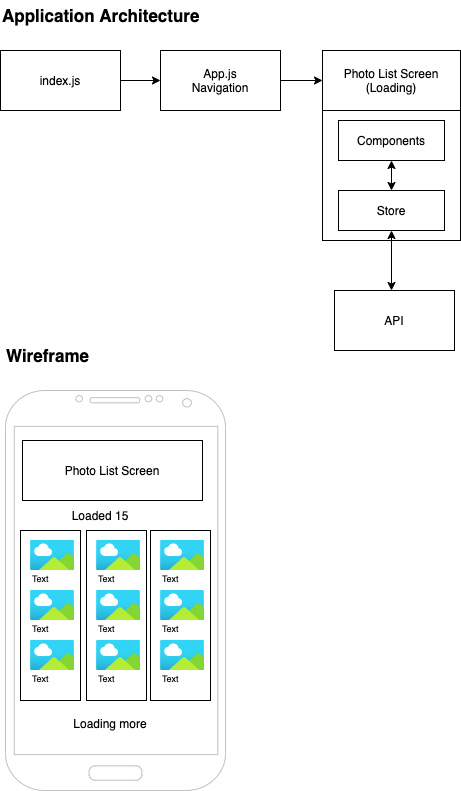 Application Architecture
index.js
App.js
Navigation
Photo List Screen
(Loading)
Components
Store
API
Wireframe
Photo List Screen
Loaded 15
Text
Text
Text
Text
Text
Text
Text
Text
Text
Loading more